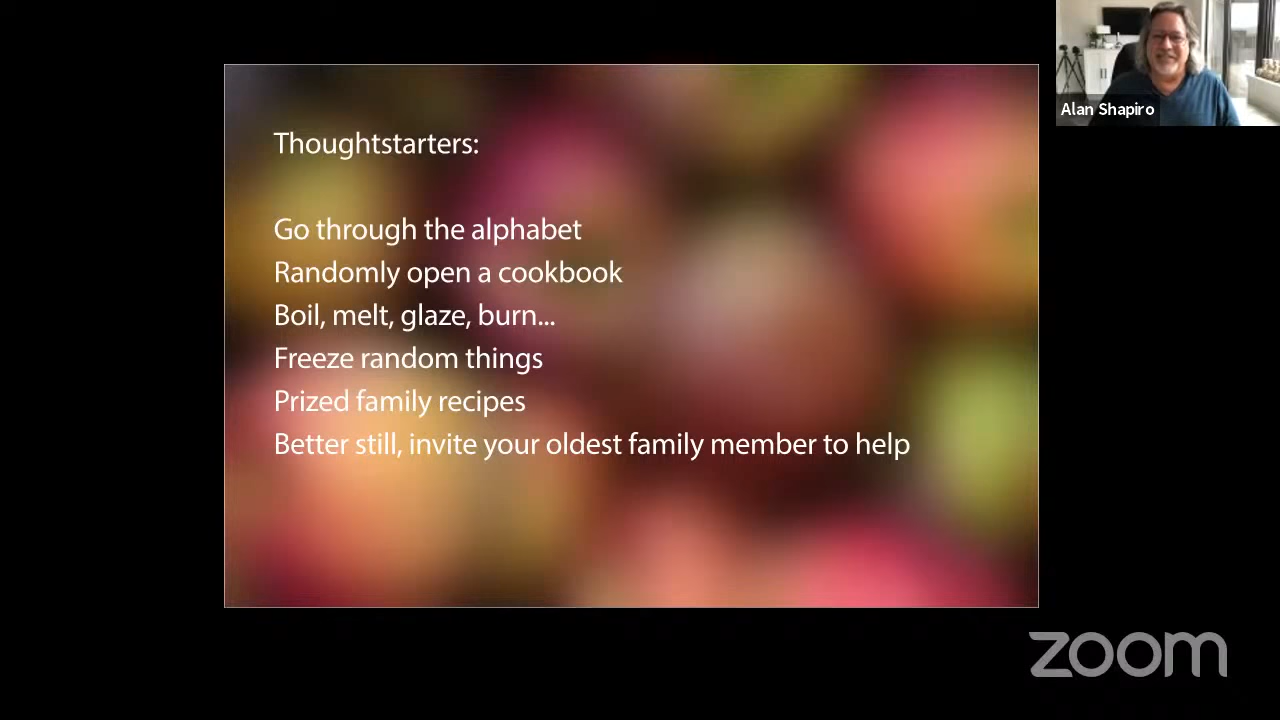 Thoughtstarters:
Go through the alphabet
Randomly open a cookbook
Boil, melt, glaze, burn...
Freeze random things
Prized family recipes
Better still, invite your oldest family member to help
Alan Shapiro
zoom